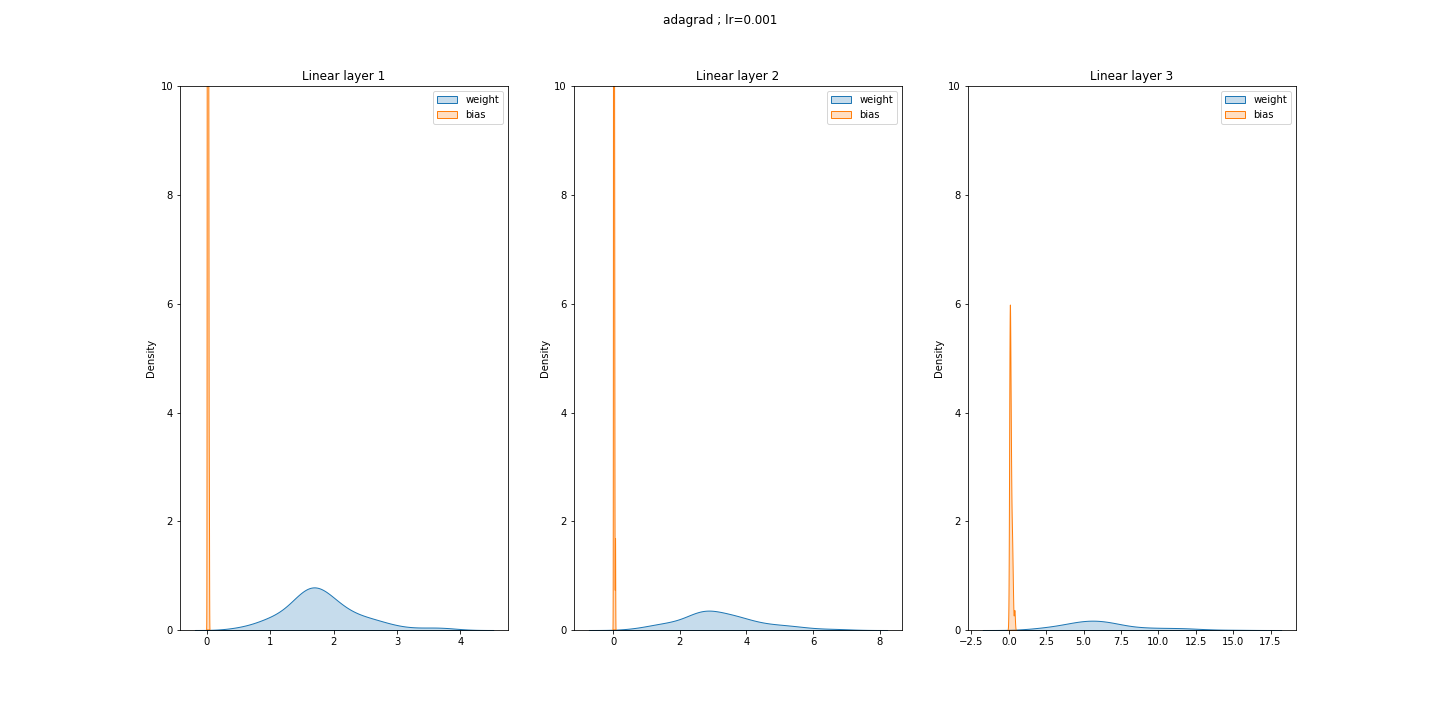 adagrad ; lr=0.001
Linear layer 1
10
8
6
4
2
0
Density
weight
bias
0 1 2 3 4
Linear layer 2
10
8
6
4
2
0
Density
weight
bias
0 2 4 6 8
Linear layer 3
10
8
6
4
2
0
Density
weight
bias
−2.5 0.0 2.5 5.0 7.5 10.0 12.5 15.0 17.5